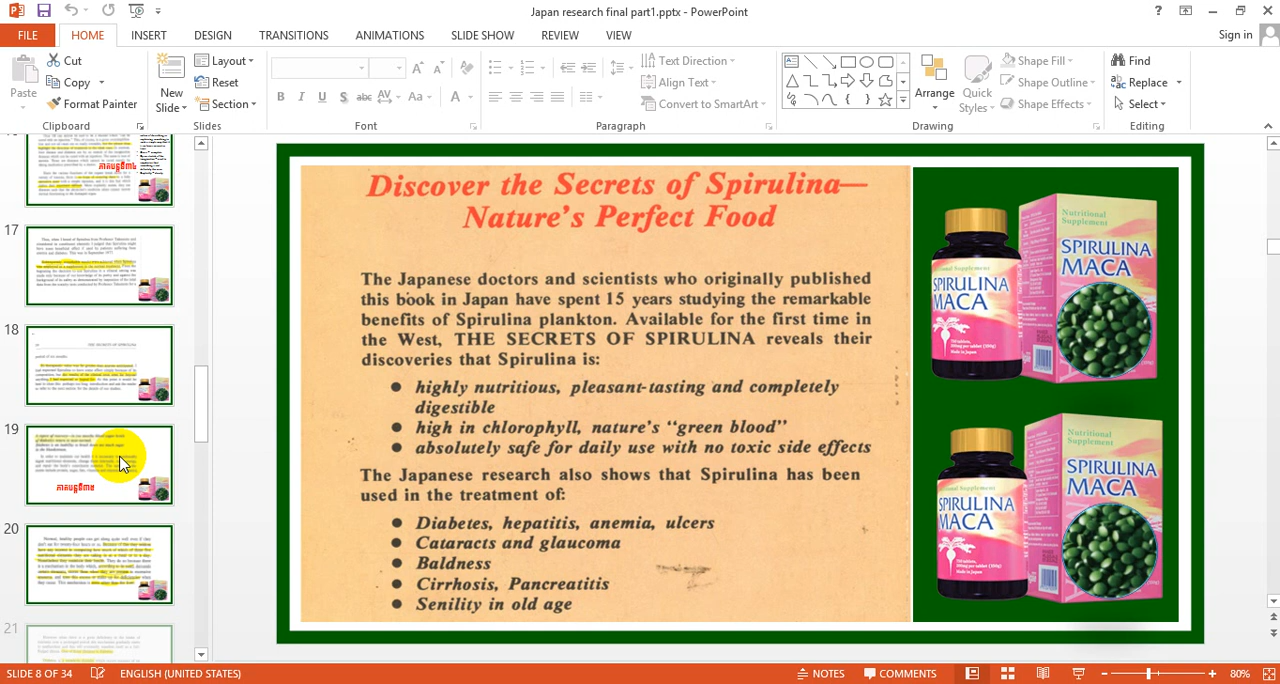 Japan research final part1.pptx - PowerPoint
FILE HOME INSERT DESIGN TRANSITIONS ANIMATIONS SLIDE SHOW REVIEW VIEW Sign in
Cut
Copy
Format Painter
Paste
Clipboard
New Slide
Layout
Reset
Section
Slides
Font
Text Direction
Align Text
Convert to SmartArt
Paragraph
Arrange
Quick Styles
Shape Fill
Shape Outline
Shape Effects
Drawing
Find
Replace
Select
Editing
17
18
19
20
21
Discover the Secrets of Spirulina—
Nature's Perfect Food
The Japanese doctors and scientists who originally published
this book in Japan have spent 15 years studying the remarkable
benefits of Spirulina plankton. Available for the first time in
the West, THE SECRETS OF SPIRULINA reveals their
discoveries that Spirulina is:
● highly nutritious, pleasant-tasting and completely
digestible
● high in chlorophyll, nature's "green blood"
● absolutely safe for daily use with no toxic side effects
The Japanese research also shows that Spirulina has been
used in the treatment of:
● Diabetes, hepatitis, anemia, ulcers
● Cataracts and glaucoma
● Baldness
● Cirrhosis, Pancreatitis
● Senility in old age
Nutritional Supplement
SPIRULINA MACA
Nutritional Supplement
SPIRULINA MACA
Nutritional Supplement
SPIRULINA MACA
Nutritional Supplement
SPIRULINA MACA
SLIDE 8 OF 34 ENGLISH (UNITED STATES) NOTES COMMENTS 80%